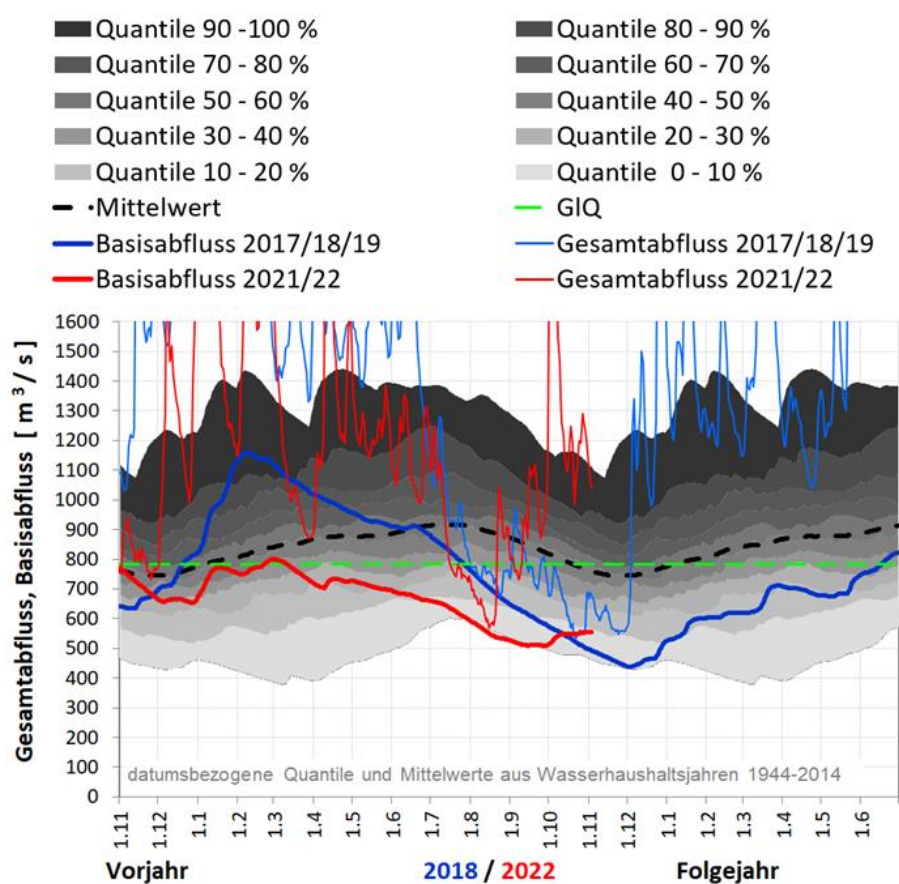 Quantile 90 -100 %
Quantile 80 - 90 %
Quantile 70 - 80 %
Quantile 60 - 70 %
Quantile 50 - 60 %
Quantile 40 - 50 %
Quantile 30 - 40 %
Quantile 20 - 30 %
Quantile 10 - 20 %
Quantile 0 - 10 %
Mittelwert
GlQ
Basisabfluss 2017/18/19
Gesamtabfluss 2017/18/19
Basisabfluss 2021/22
Gesamtabfluss 2021/22
Gesamtabfluss, Basisabfluss [ m³ / s ]
1600
1500
1400
1300
1200
1100
1000
900
800
700
600
500
400
300
200
100
0
datumsbezogene Quantile und Mittelwerte aus Wasserhaushaltsjahren 1944-2014
1.11
1.12
1.1
1.2
1.3
1.4
1.5
1.6
1.7
1.8
1.9
1.10
1.11
1.12
1.1
1.2
1.3
1.4
1.5
1.6
Vorjahr
2018 / 2022
Folgejahr